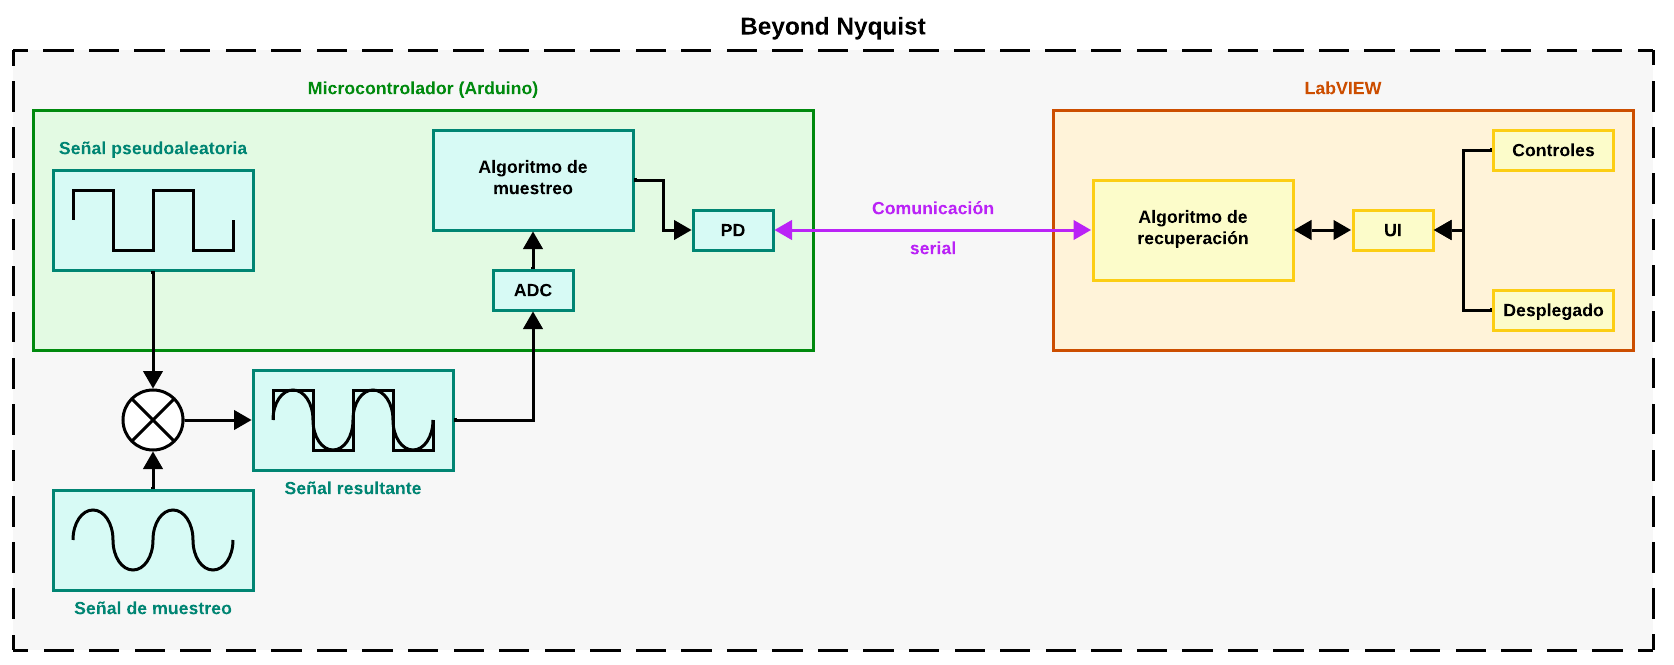 Beyond Nyquist
Microcontrolador (Arduino)
LabVIEW
Señal pseudoaleatoria
Algoritmo de
muestreo
PD
ADC
Comunicación
serial
Algoritmo de
recuperación
UI
Controles
Desplegado
Señal resultante
Señal de muestreo